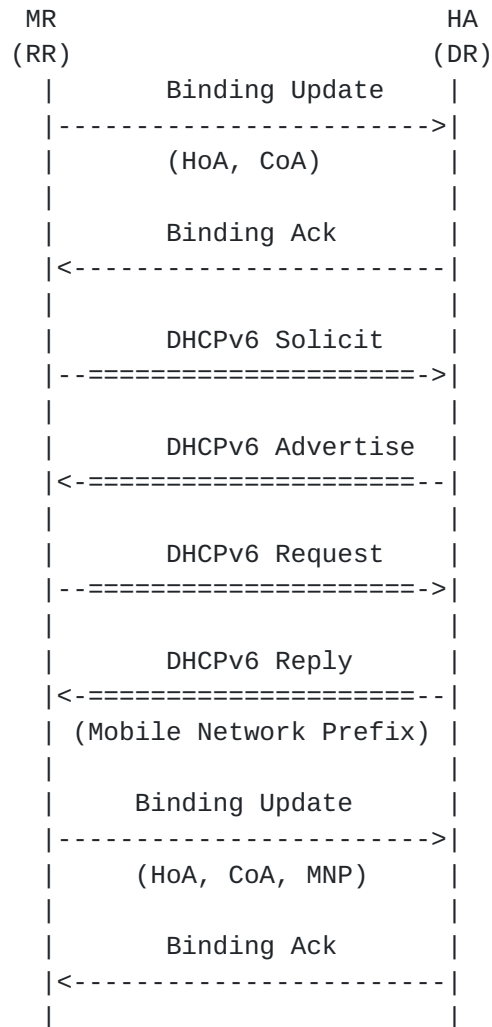 MR HA
(RR) (DR)
Binding Update
(HoA, CoA)
Binding Ack
DHCPv6 Solicit
DHCPv6 Advertise
DHCPv6 Request
DHCPv6 Reply
(Mobile Network Prefix)
Binding Update
(HoA, CoA, MNP)
Binding Ack